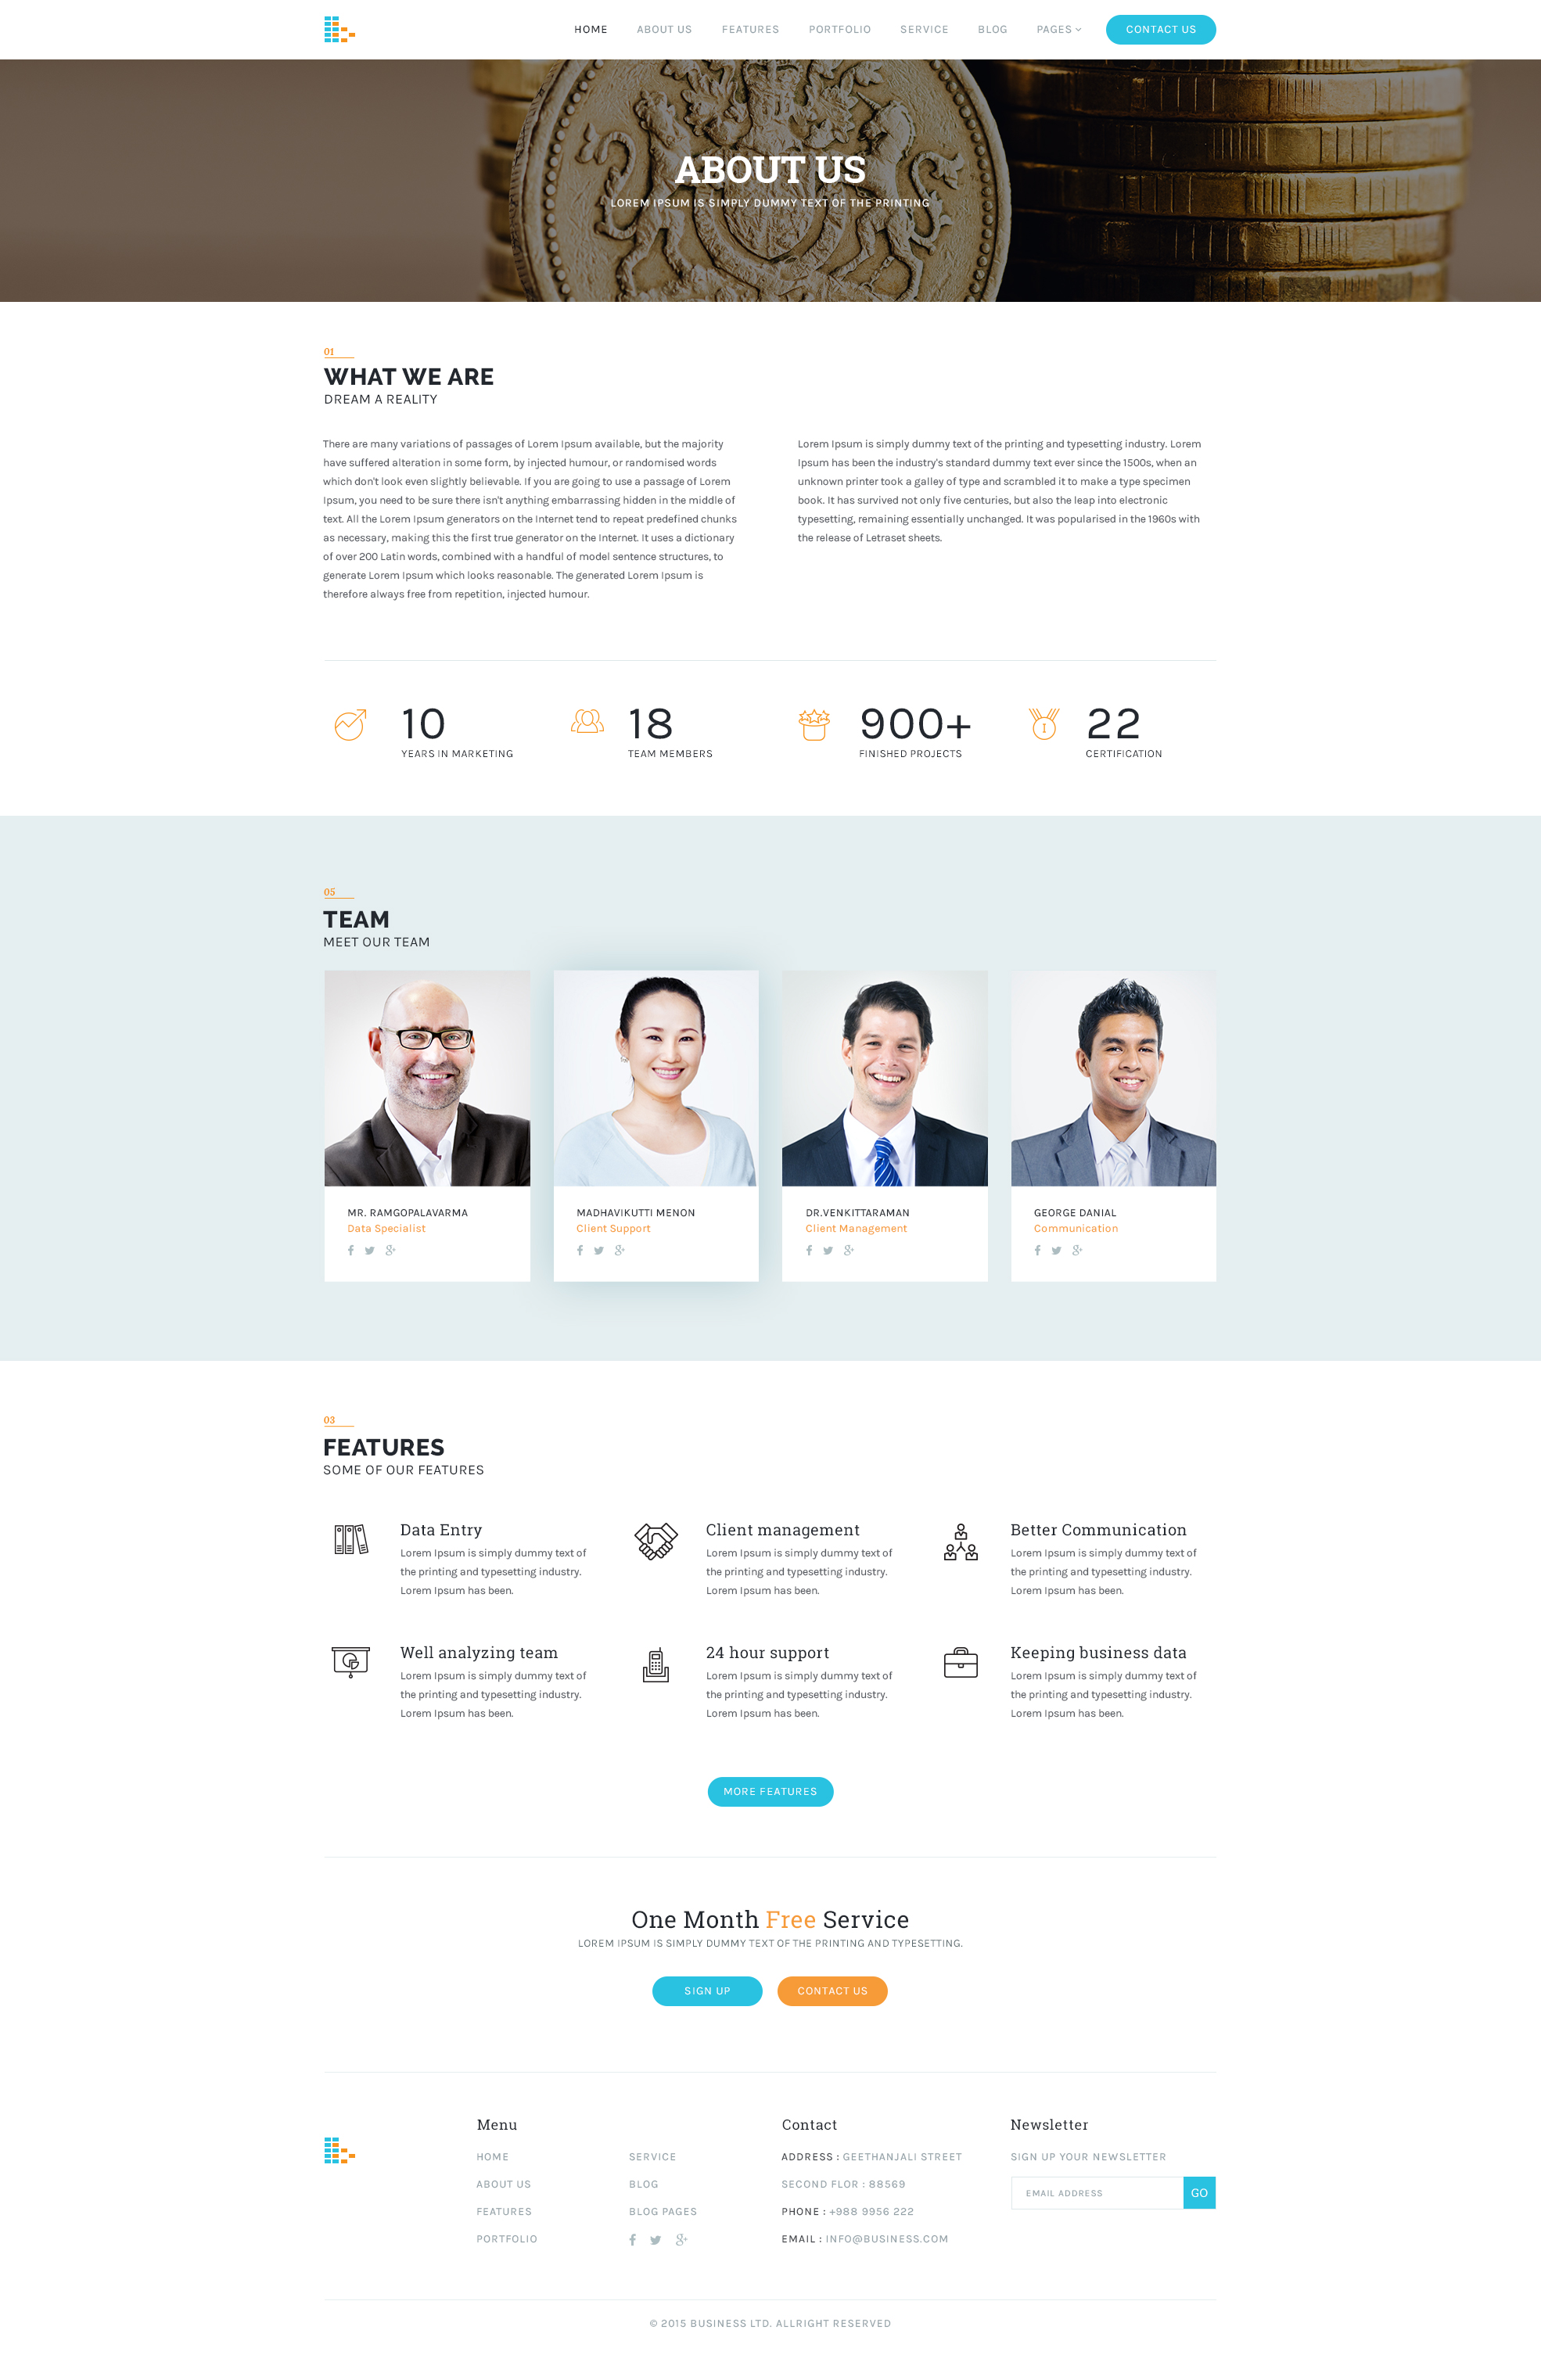 HOME ABOUT US FEATURES PORTFOLIO SERVICE BLOG PAGES CONTACT US
ABOUT US
LOREM IPSUM IS SIMPLY DUMMY TEXT OF THE PRINTING
01
WHAT WE ARE
DREAM A REALITY
There are many variations of passages of Lorem Ipsum available, but the majority
have suffered alteration in some form, by injected humour, or randomised words
which don't look even slightly believable. If you are going to use a passage of Lorem
Ipsum, you need to be sure there isn't anything embarrassing hidden in the middle of
text. All the Lorem Ipsum generators on the Internet tend to repeat predefined chunks
as necessary, making this the first true generator on the Internet. It uses a dictionary
of over 200 Latin words, combined with a handful of model sentence structures, to
generate Lorem Ipsum which looks reasonable. The generated Lorem Ipsum is
therefore always free from repetition, injected humour.
Lorem Ipsum is simply dummy text of the printing and typesetting industry. Lorem
Ipsum has been the industry's standard dummy text ever since the 1500s, when an
unknown printer took a galley of type and scrambled it to make a type specimen
book. It has survived not only five centuries, but also the leap into electronic
typesetting, remaining essentially unchanged. It was popularised in the 1960s with
the release of Letraset sheets.
10
YEARS IN MARKETING
18
TEAM MEMBERS
900+
FINISHED PROJECTS
22
CERTIFICATION
05
TEAM
MEET OUR TEAM
MR. RAMGOPALAVARMA
Data Specialist
MADHAVIKUTTI MENON
Client Support
DR.VENKITTARAMAN
Client Management
GEORGE DANIAL
Communication
03
FEATURES
SOME OF OUR FEATURES
Data Entry
Lorem Ipsum is simply dummy text of
the printing and typesetting industry.
Lorem Ipsum has been.
Client management
Lorem Ipsum is simply dummy text of
the printing and typesetting industry.
Lorem Ipsum has been.
Better Communication
Lorem Ipsum is simply dummy text of
the printing and typesetting industry.
Lorem Ipsum has been.
Well analyzing team
Lorem Ipsum is simply dummy text of
the printing and typesetting industry.
Lorem Ipsum has been.
24 hour support
Lorem Ipsum is simply dummy text of
the printing and typesetting industry.
Lorem Ipsum has been.
Keeping business data
Lorem Ipsum is simply dummy text of
the printing and typesetting industry.
Lorem Ipsum has been.
MORE FEATURES
One Month Free Service
LOREM IPSUM IS SIMPLY DUMMY TEXT OF THE PRINTING AND TYPESETTING.
SIGN UP
CONTACT US
Menu
HOME
ABOUT US
FEATURES
PORTFOLIO
SERVICE
BLOG
BLOG PAGES
Contact
ADDRESS : GEETHANJALI STREET
SECOND FLOR : 88569
PHONE : +988 9956 222
EMAIL : INFO@BUSINESS.COM
Newsletter
SIGN UP YOUR NEWSLETTER
EMAIL ADDRESS
GO
© 2015 BUSINESS LTD. ALLRIGHT RESERVED